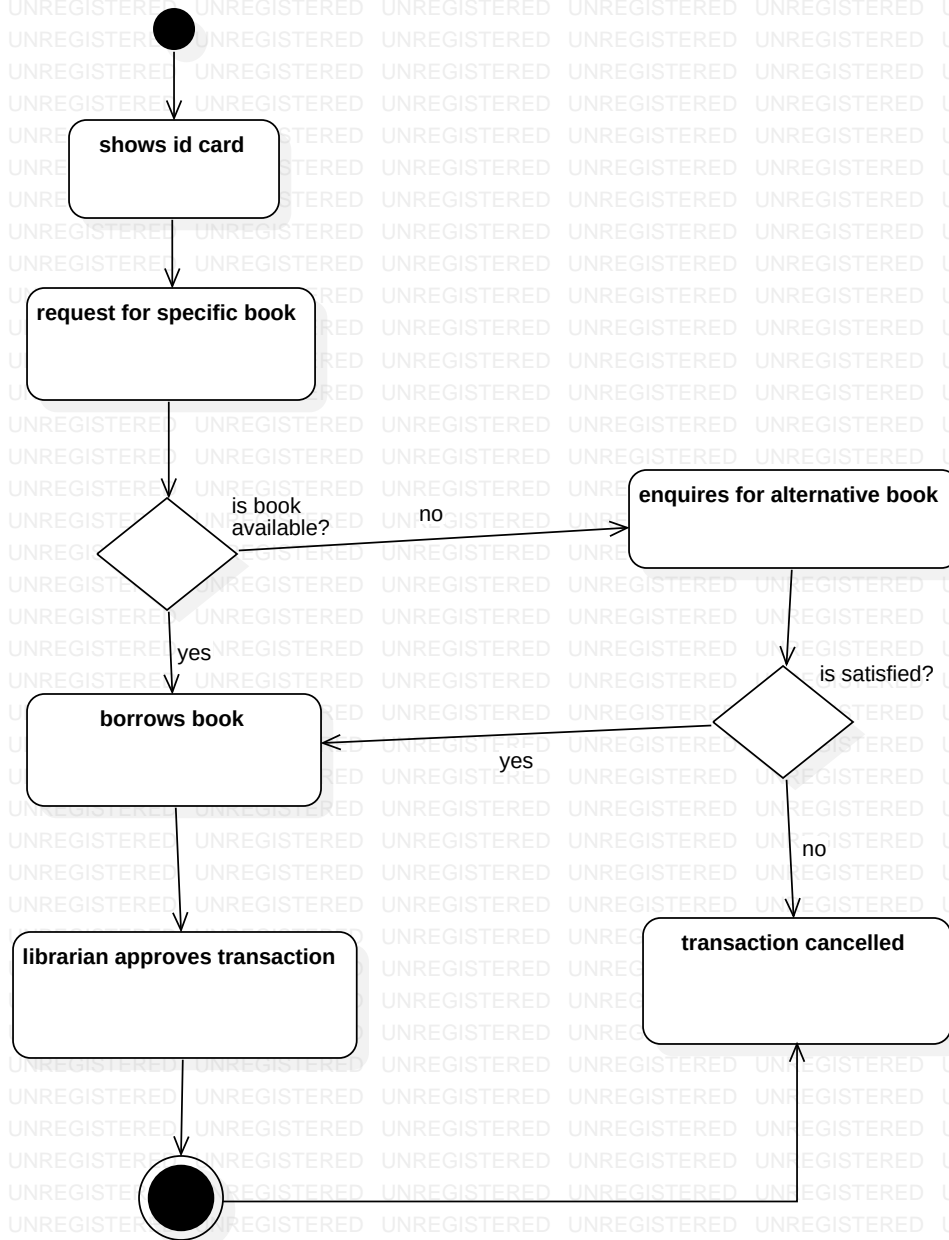 shows id card
request for specific book
is book
available?
no
enquires for alternative book
yes
is satisfied?
borrows book
yes
no
librarian approves transaction
transaction cancelled
UNREGISTERED